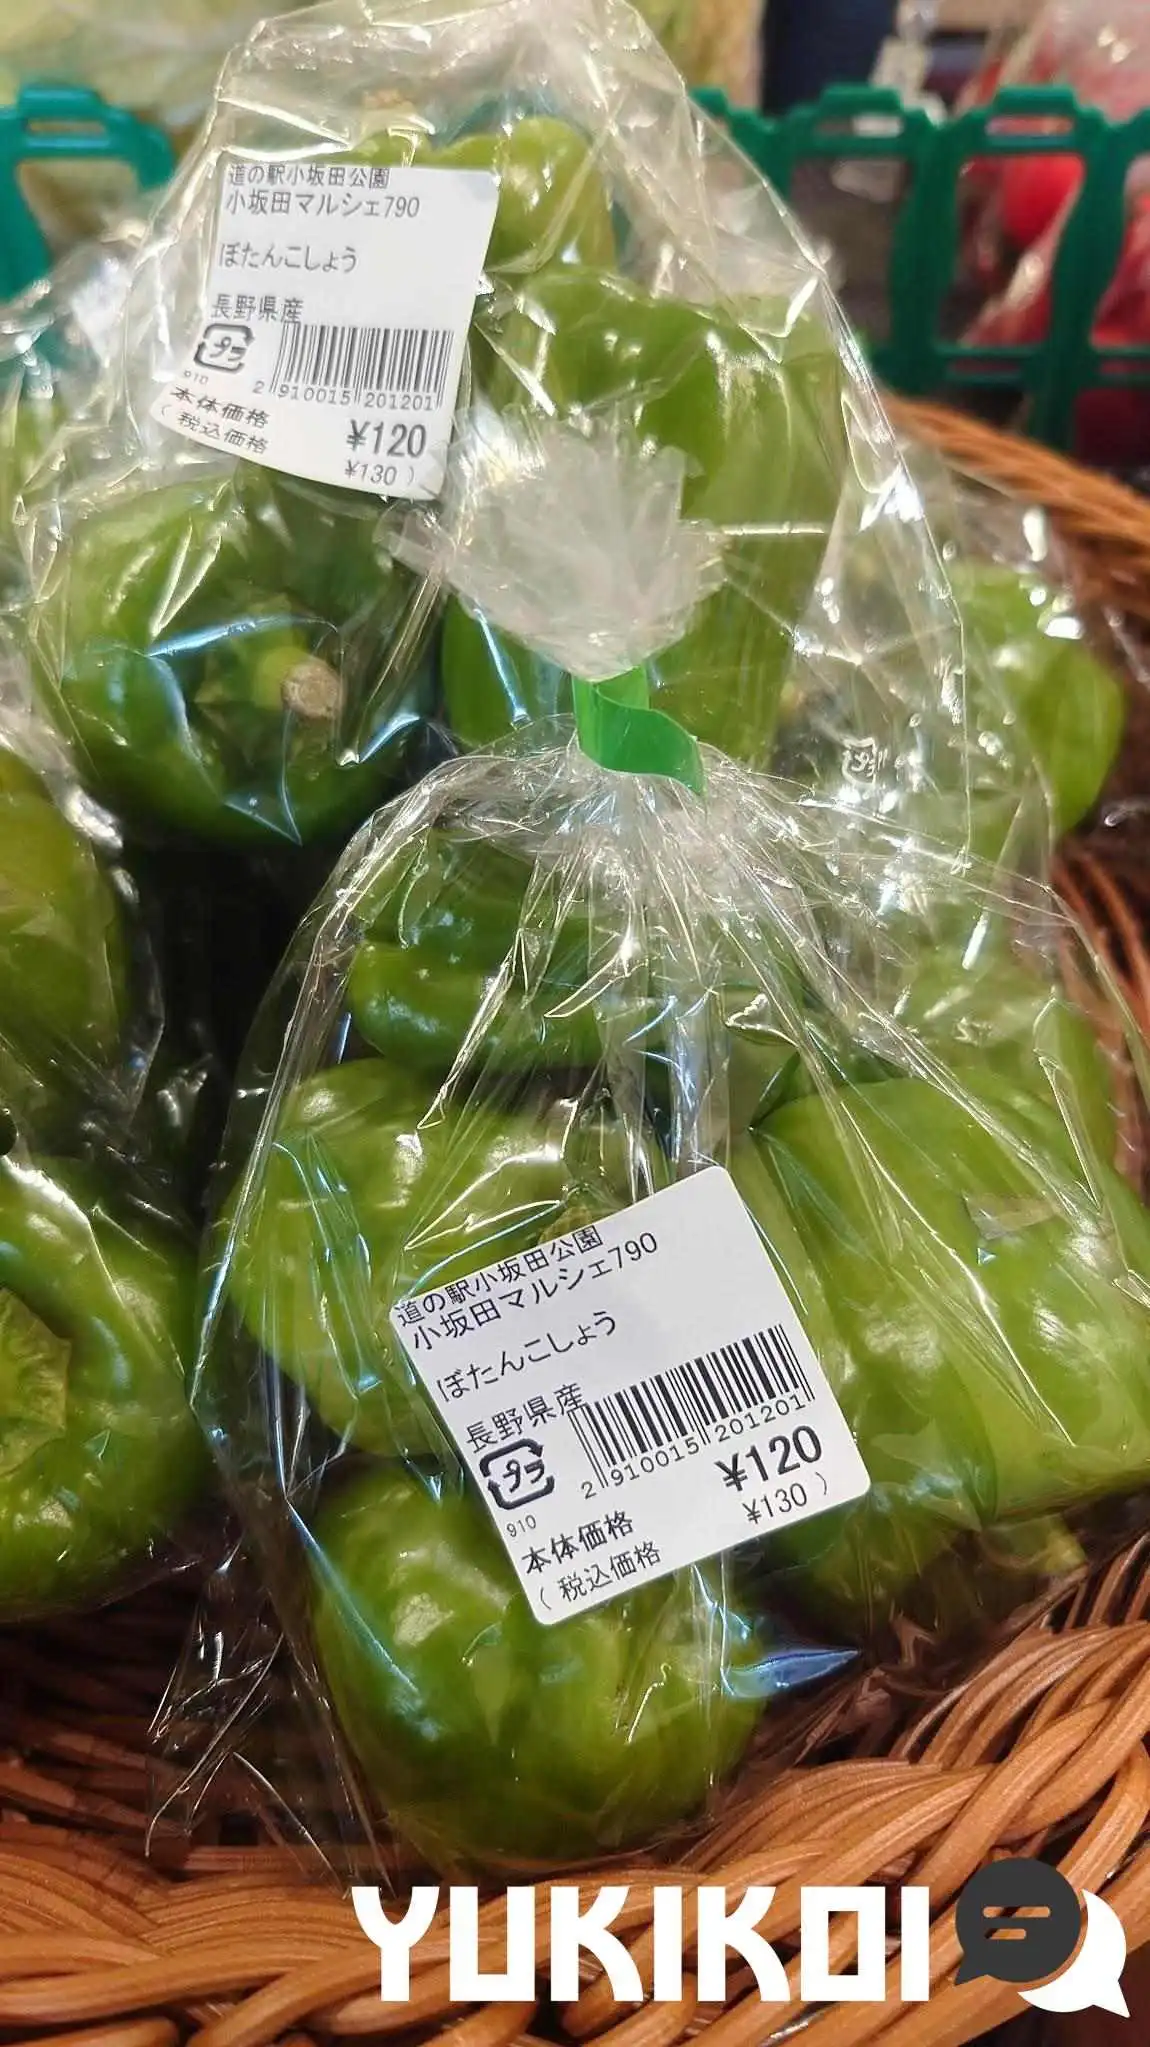 道の駅小坂田公園
小坂田マルシェ790
ぼたんこしょう
長野県産
プラ
910
2 910015 201201
本体価格 ¥120
(税込価格 ¥130)
プラ
道の駅小坂田公園
小坂田マルシェ790
ぼたんこしょう
長野県産
プラ
2 910015 201201
910
本体価格 ¥120
(税込価格 ¥130)
YUKIKOI